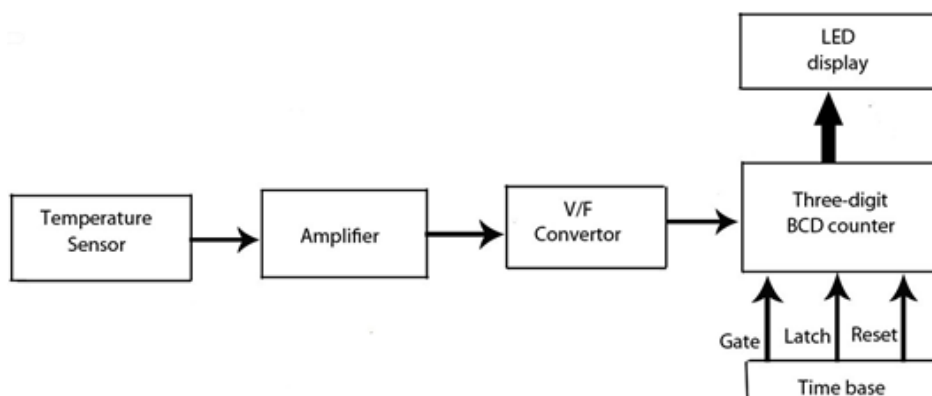 LED
display
Temperature
Sensor
Amplifier
V/F
Convertor
Three-digit
BCD counter
Gate
Latch
Reset
Time base